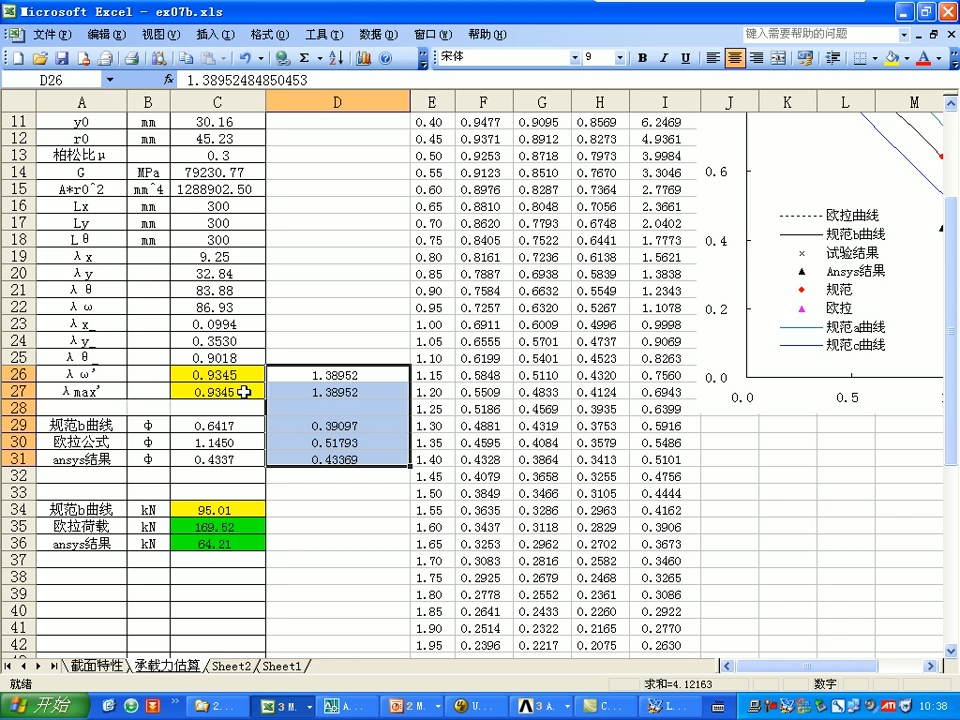 Microsoft Excel - ex07b.xls
文件(F) 编辑(E) 视图(V) 插入(I) 格式(O) 工具(T) 数据(D) 窗口(W) 帮助(H) 键入需要帮助的问题
宋体 9 B I U
D26 fx 1.38952484850453
A B C D E F G H I J K L M
11 y0 mm 30.16 0.40 0.9477 0.9095 0.8569 6.2469
12 r0 mm 45.23 0.45 0.9371 0.8912 0.8273 4.9361
13 柏松比μ 0.3 0.50 0.9253 0.8718 0.7973 3.9984
14 G MPa 79230.77 0.55 0.9123 0.8510 0.7670 3.3046
15 A*r0^2 mm^4 1288902.50 0.60 0.8976 0.8287 0.7364 2.7769
16 Lx mm 300 0.65 0.8810 0.8048 0.7056 2.3661
17 Ly mm 300 0.70 0.8620 0.7793 0.6748 2.0402
18 Lθ mm 300 0.75 0.8405 0.7522 0.6441 1.7773
19 λx 9.25 0.80 0.8161 0.7236 0.6138 1.5621
20 λy 32.84 0.85 0.7887 0.6938 0.5839 1.3838
21 λθ 83.88 0.90 0.7584 0.6632 0.5549 1.2343
22 λω 86.93 0.95 0.7257 0.6320 0.5267 1.1078
23 λx_ 0.0994 1.00 0.6911 0.6009 0.4996 0.9998
24 λy_ 0.3530 1.05 0.6555 0.5701 0.4737 0.9069
25 λθ_ 0.9018 1.10 0.6199 0.5401 0.4523 0.8263
26 λω' 0.9345 1.38952 1.15 0.5848 0.5110 0.4320 0.7560
27 λmax' 0.9345 1.38952 1.20 0.5509 0.4833 0.4124 0.6943
28 1.25 0.5186 0.4569 0.3935 0.6399
29 规范b曲线 Φ 0.6417 0.39097 1.30 0.4881 0.4319 0.3753 0.5916
30 欧拉公式 Φ 1.1450 0.51793 1.35 0.4595 0.4084 0.3579 0.5486
31 ansys结果 Φ 0.4337 0.43369 1.40 0.4328 0.3864 0.3413 0.5101
32 1.45 0.4079 0.3658 0.3255 0.4756
33 1.50 0.3849 0.3466 0.3105 0.4444
34 规范b曲线 kN 95.01 1.55 0.3635 0.3286 0.2963 0.4162
35 欧拉荷载 kN 169.52 1.60 0.3437 0.3118 0.2829 0.3906
36 ansys结果 kN 64.21 1.65 0.3253 0.2962 0.2702 0.3673
37 1.70 0.3083 0.2816 0.2582 0.3460
38 1.75 0.2925 0.2679 0.2468 0.3265
39 1.80 0.2778 0.2552 0.2361 0.3086
40 1.85 0.2641 0.2433 0.2260 0.2922
41 1.90 0.2514 0.2322 0.2165 0.2770
42 1.95 0.2396 0.2217 0.2075 0.2630
0.6
0.4
0.2
0.0
0.0 0.5
欧拉曲线
规范b曲线
试验结果
Ansys结果
规范
欧拉
规范a曲线
规范c曲线
截面特性 承载力估算 Sheet2 Sheet1
就绪 求和=4.12163 数字
开始 2... 3 M. A... 2 M. U... 3 A. C... L... 10:38